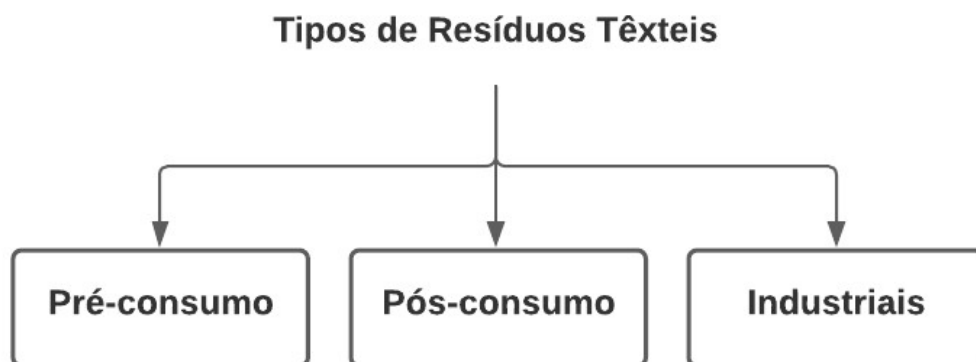 Tipos de Resíduos Têxteis
Pré-consumo
Pós-consumo
Industriais